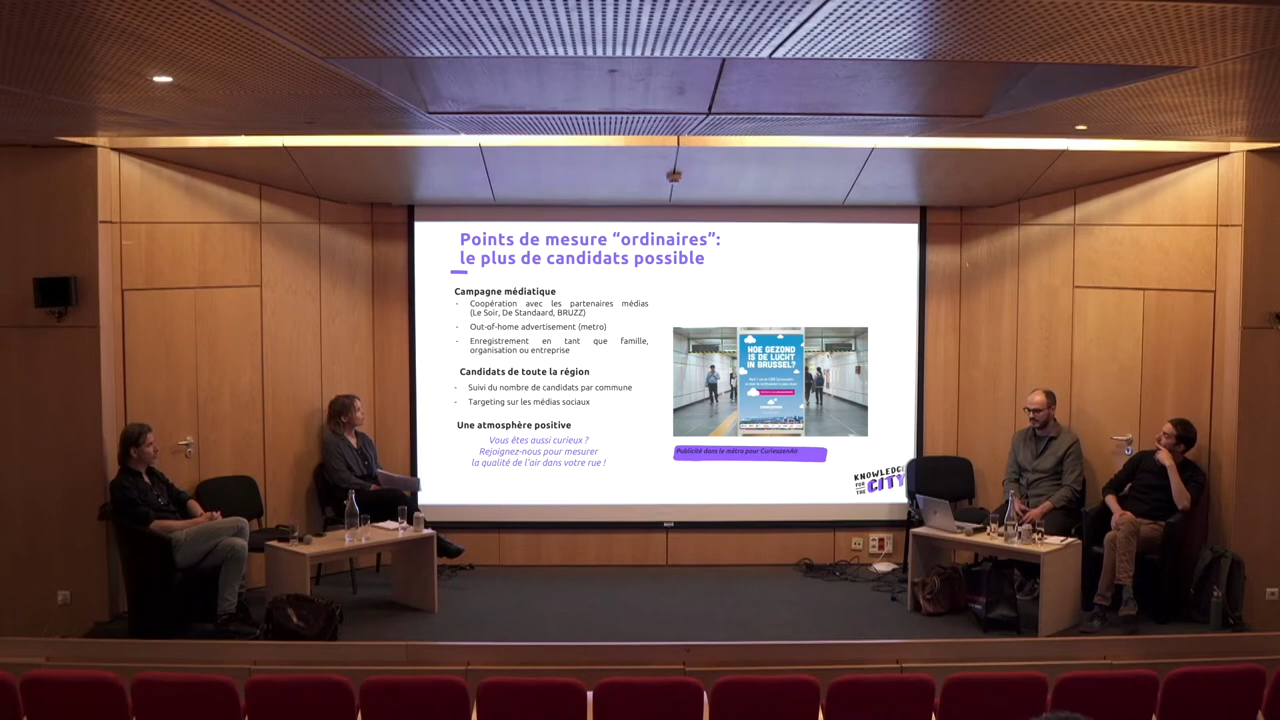 Points de mesure “ordinaires”:
le plus de candidats possible
Campagne médiatique
- Coopération avec les partenaires médias
(Le Soir, De Standaard, BRUZZ)
- Out-of-home advertisement (metro)
- Enregistrement en tant que famille,
organisation ou entreprise
Candidats de toute la région
- Suivi du nombre de candidats par commune
- Targeting sur les médias sociaux
Une atmosphère positive
Vous êtes aussi curieux ?
Rejoignez-nous pour mesurer
la qualité de l'air dans votre rue !
HOE GEZOND
IS DE LUCHT
IN BRUSSEL?
Publicité dans le métro pour CurieuzenAir
KNOWLEDGE
FOR THE
CITY